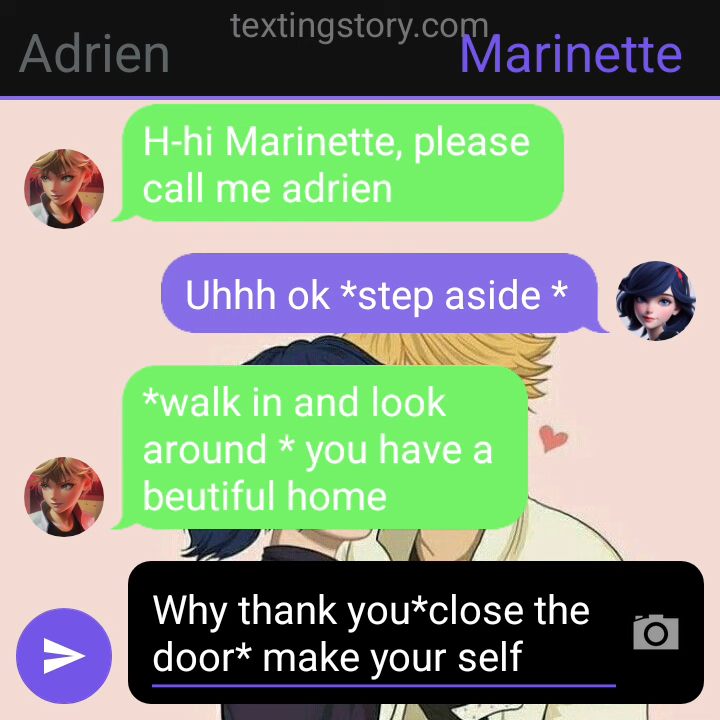 textingstory.com
Adrien
Marinette
H-hi Marinette, please
call me adrien
Uhhh ok *step aside *
*walk in and look
around * you have a
beutiful home
Why thank you*close the
door* make your self